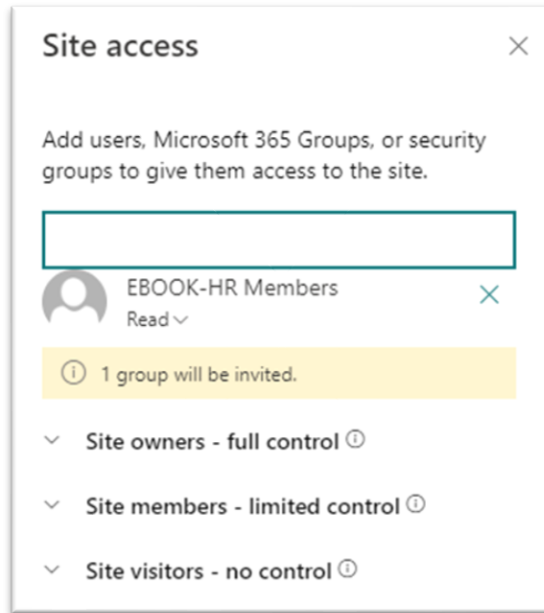 Site access
Add users, Microsoft 365 Groups, or security
groups to give them access to the site.
EBOOK-HR Members
Read
1 group will be invited.
Site owners - full control
Site members - limited control
Site visitors - no control